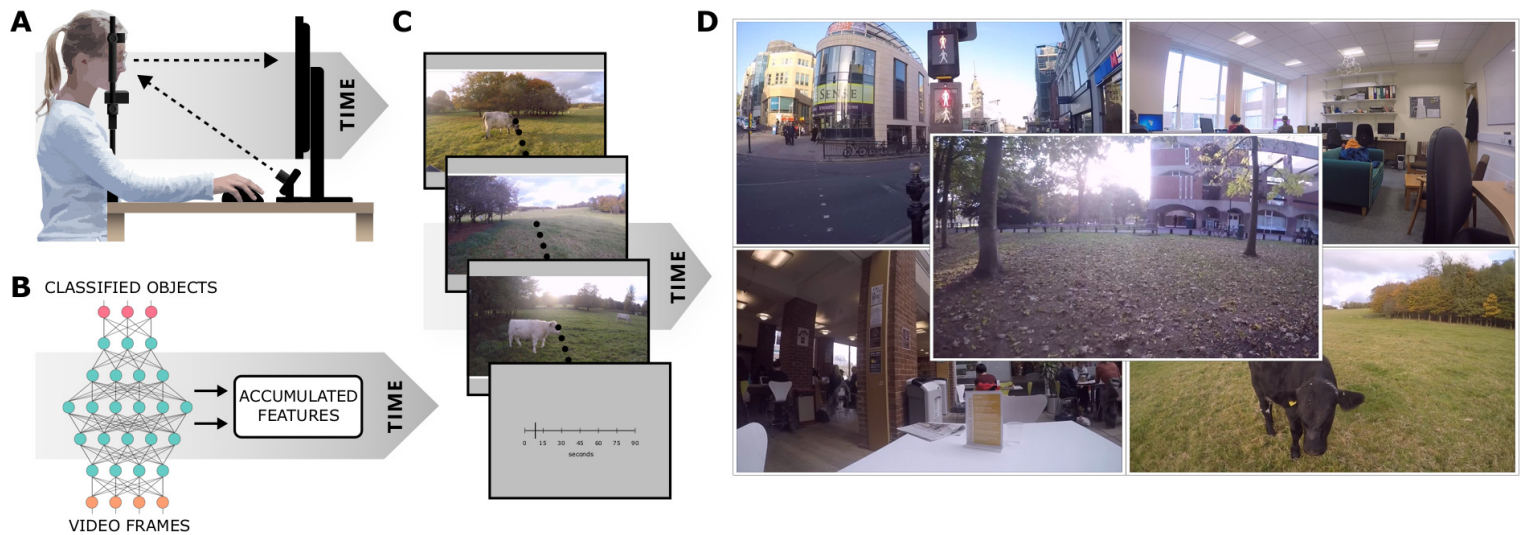 A
TIME
B
CLASSIFIED OBJECTS
ACCUMULATED
FEATURES
TIME
VIDEO FRAMES
C
TIME
0 15 30 45 60 75 90
seconds
D
SENSE